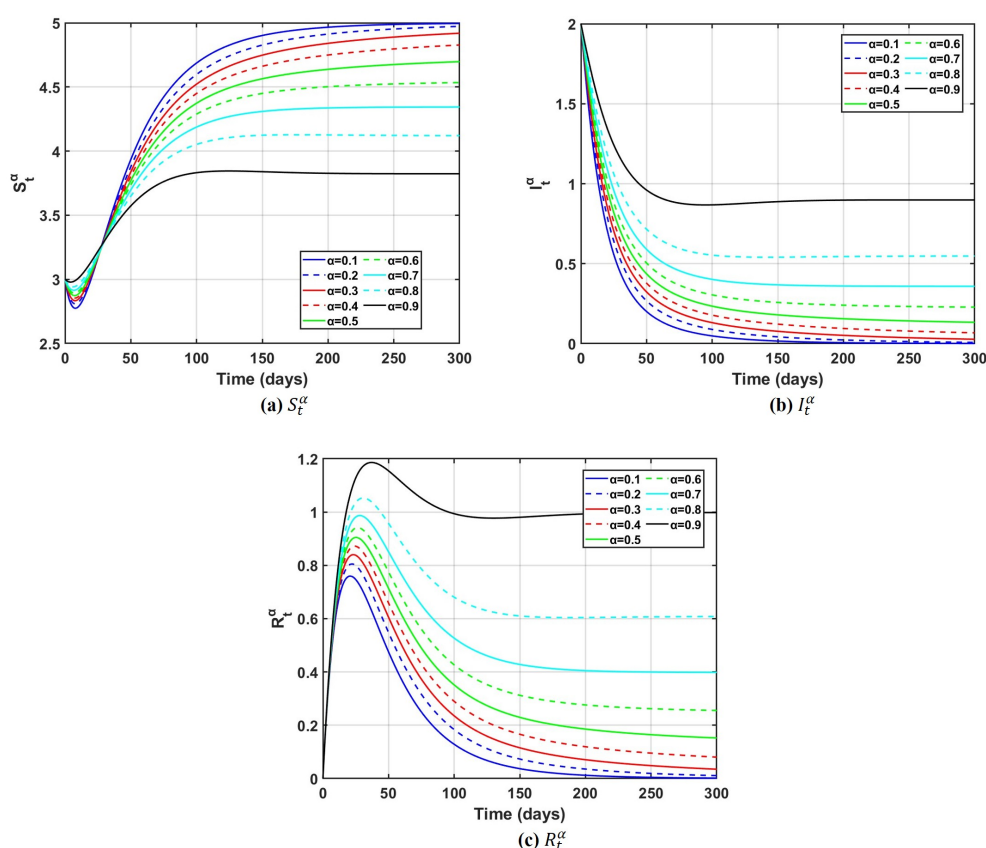 5
4.5
4
3.5
3
2.5
S_t^α
α=0.1 α=0.6
α=0.2 α=0.7
α=0.3 α=0.8
α=0.4 α=0.9
α=0.5
0 50 100 150 200 250 300
Time (days)
(a) S_t^α
2
1.5
1
0.5
0
I_t^α
α=0.1 α=0.6
α=0.2 α=0.7
α=0.3 α=0.8
α=0.4 α=0.9
α=0.5
0 50 100 150 200 250 300
Time (days)
(b) I_t^α
1.2
1
0.8
0.6
0.4
0.2
0
R_t^α
α=0.1 α=0.6
α=0.2 α=0.7
α=0.3 α=0.8
α=0.4 α=0.9
α=0.5
0 50 100 150 200 250 300
Time (days)
(c) R_t^α